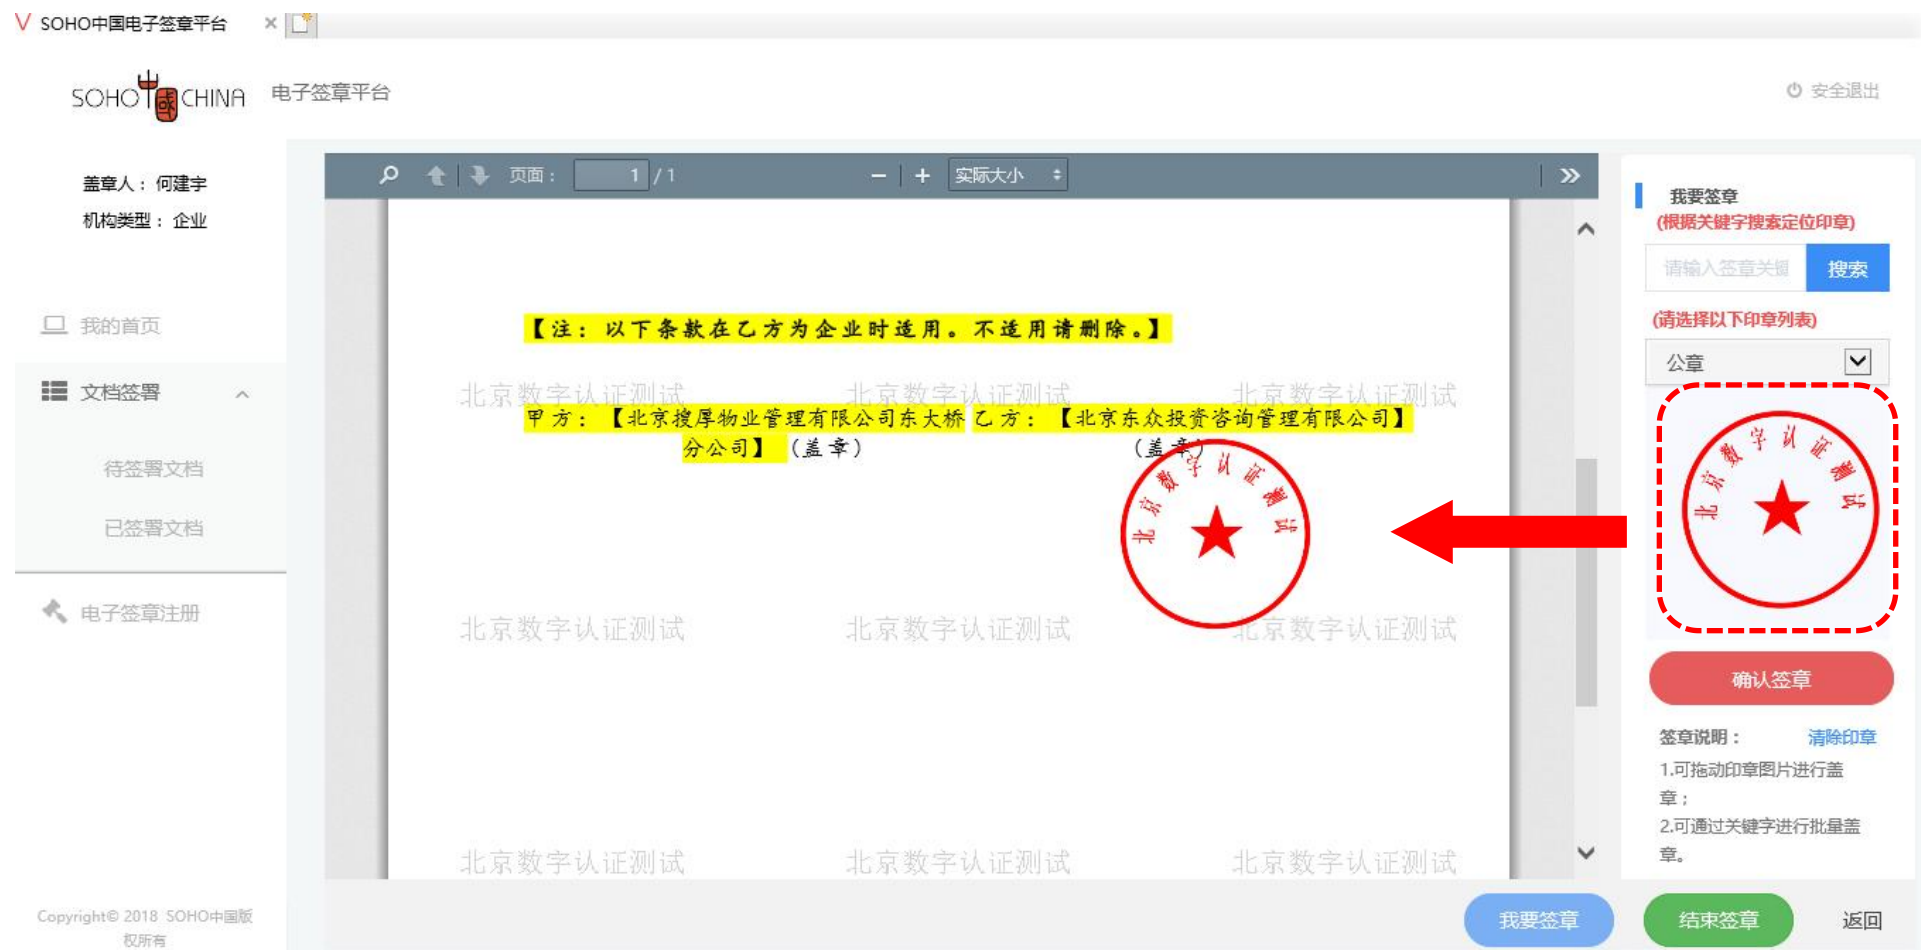 SOHO中国电子签章平台
SOHO中國CHINA 电子签章平台
安全退出
盖章人：何建宇
机构类型：企业
我的首页
文档签署
待签署文档
已签署文档
电子签章注册
Copyright© 2018 SOHO中国版
权所有
页面： 1 / 1
实际大小
【注：以下条款在乙方为企业时适用。不适用请删除。】
北京数字认证测试 北京数字认证测试 北京数字认证测试
甲方：【北京搜厚物业管理有限公司东大桥 乙方：【北京东众投资咨询管理有限公司】
分公司】（盖章） （盖章）
北京数字认证测试
北京数字认证测试 北京数字认证测试 北京数字认证测试
北京数字认证测试 北京数字认证测试 北京数字认证测试
我要签章
(根据关键字搜索定位印章)
请输入签章关键 搜索
(请选择以下印章列表)
公章
北京数字认证测试
确认签章
签章说明： 清除印章
1.可拖动印章图片进行盖
章；
2.可通过关键字进行批量盖
章。
我要签章 结束签章 返回